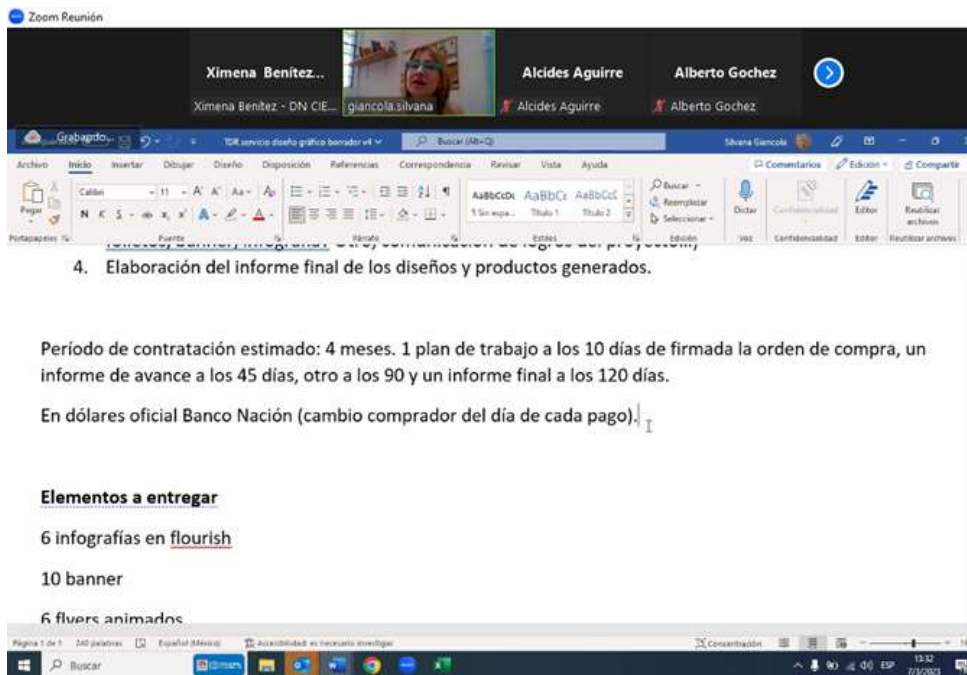 Zoom Reunión
Ximena Benítez...
Alcides Aguirre
Alberto Gochez
Ximena Benítez - DN CIE...
giancola.silvana
Alcides Aguirre
Alberto Gochez
Grabando...
TDR servicio diseño gráfico borrador v4
Buscar (Alt+Q)
Silvana Giancola
Archivo Inicio Insertar Dibujar Diseño Disposición Referencias Correspondencia Revisar Vista Ayuda
Comentarios Edición Compartir
Pegar
Calibri 11
N K S
AaBbCcDc AaBbCc AaBbCcC
1 Sin espa... Título 1 Título 2
Buscar
Reemplazar
Seleccionar
Dictar
Confidencialidad
Editor
Reutilizar archivos
Portapapeles Fuente Párrafo Estilos Edición Voz Confidencialidad Editor Reutilizar archivos
4. Elaboración del informe final de los diseños y productos generados.
Período de contratación estimado: 4 meses. 1 plan de trabajo a los 10 días de firmada la orden de compra, un
informe de avance a los 45 días, otro a los 90 y un informe final a los 120 días.
En dólares oficial Banco Nación (cambio comprador del día de cada pago).
Elementos a entregar
6 infografías en flourish
10 banner
6 flyers animados
Página 1 de 1 240 palabras Español (México) Accesibilidad: es necesario investigar
Concentración
Buscar
ESP
13:32
7/3/2023